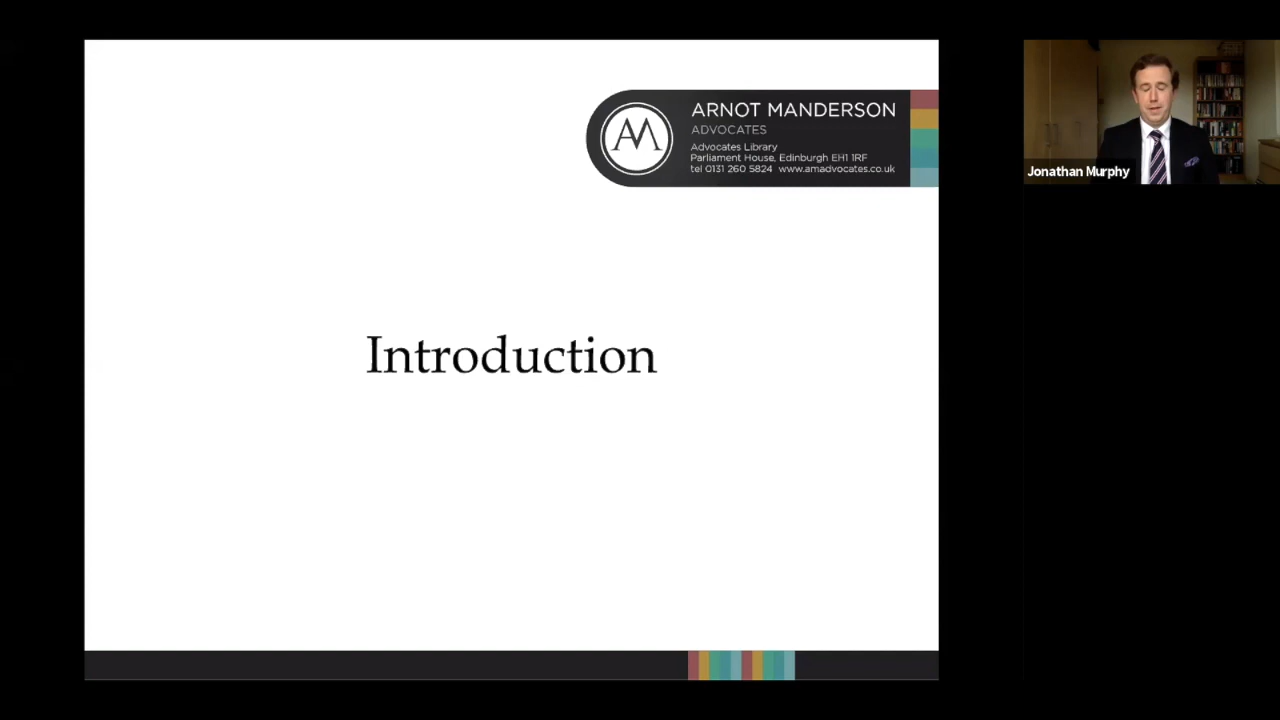 AM
ARNOT MANDERSON
ADVOCATES
Advocates Library
Parliament House, Edinburgh EH1 1RF
tel 0131 260 5824 www.amadvocates.co.uk
Introduction
Jonathan Murphy